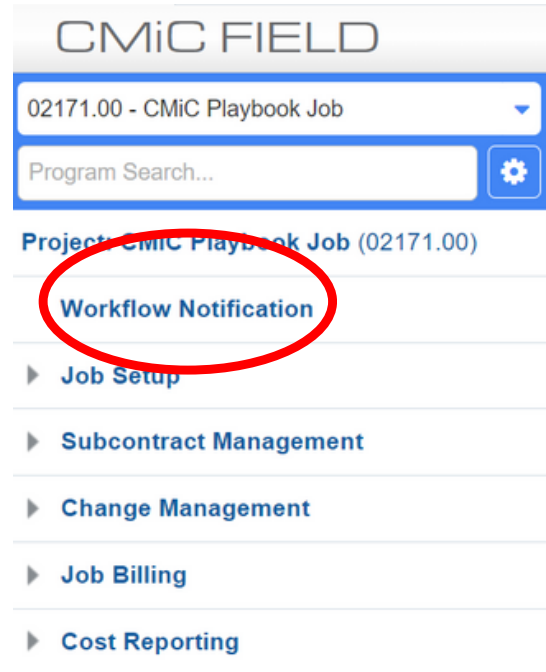 CMiC FIELD
02171.00 - CMiC Playbook Job
Program Search...
Project: CMiC Playbook Job (02171.00)
Workflow Notification
Job Setup
Subcontract Management
Change Management
Job Billing
Cost Reporting